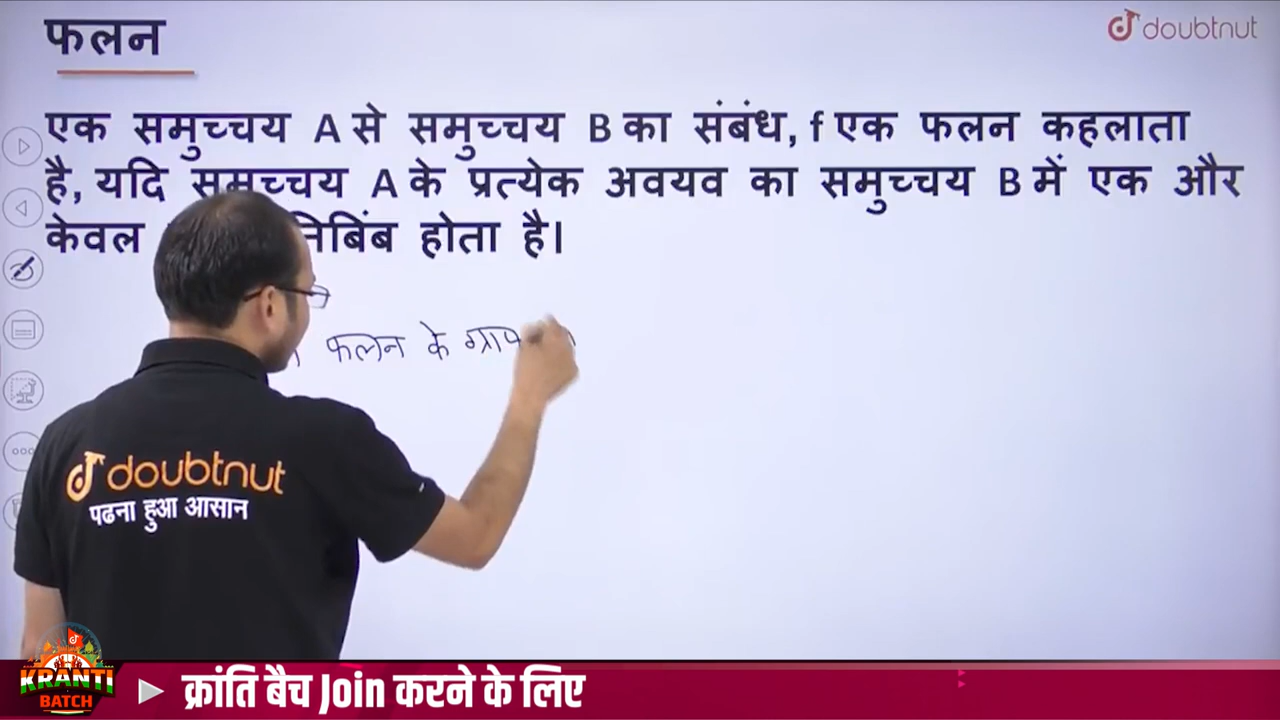 फलन
doubtnut
एक समुच्चय A से समुच्चय B का संबंध, f एक फलन कहलाता
है, यदि समुच्चय A के प्रत्येक अवयव का समुच्चय B में एक और
केवल होता है।
फलन के
doubtnut
पढना हुआ आसान
KRANTI
BATCH
क्रांति बैच Join करने के लिए